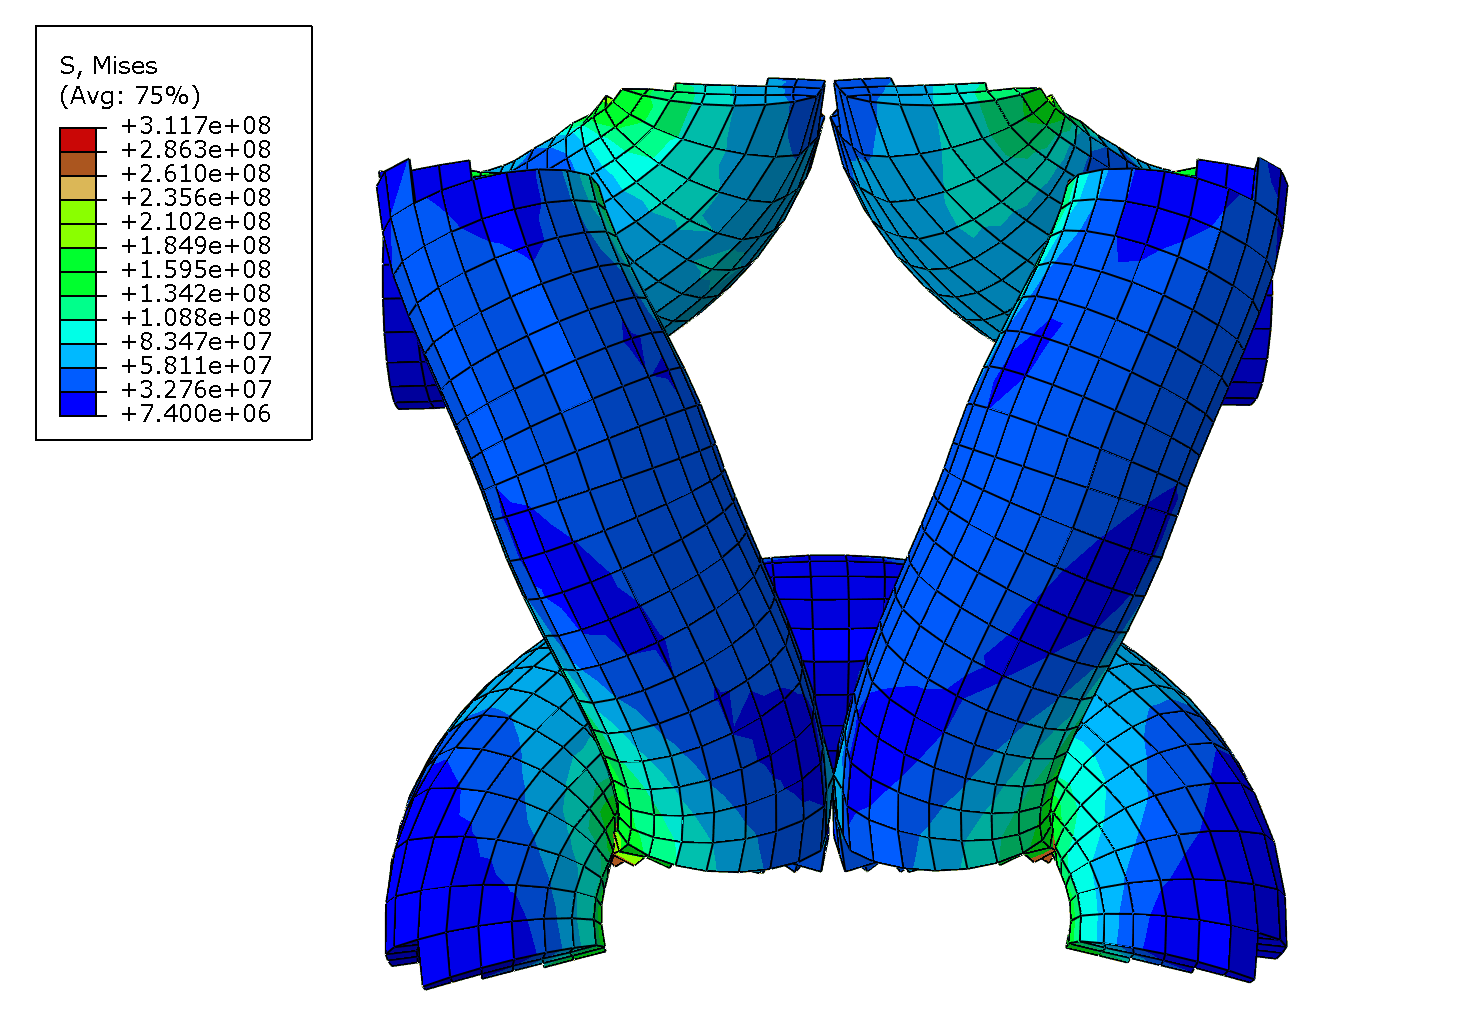 S, Mises
(Avg: 75%)
+3.117e+08
+2.863e+08
+2.610e+08
+2.356e+08
+2.102e+08
+1.849e+08
+1.595e+08
+1.342e+08
+1.088e+08
+8.347e+07
+5.811e+07
+3.276e+07
+7.400e+06